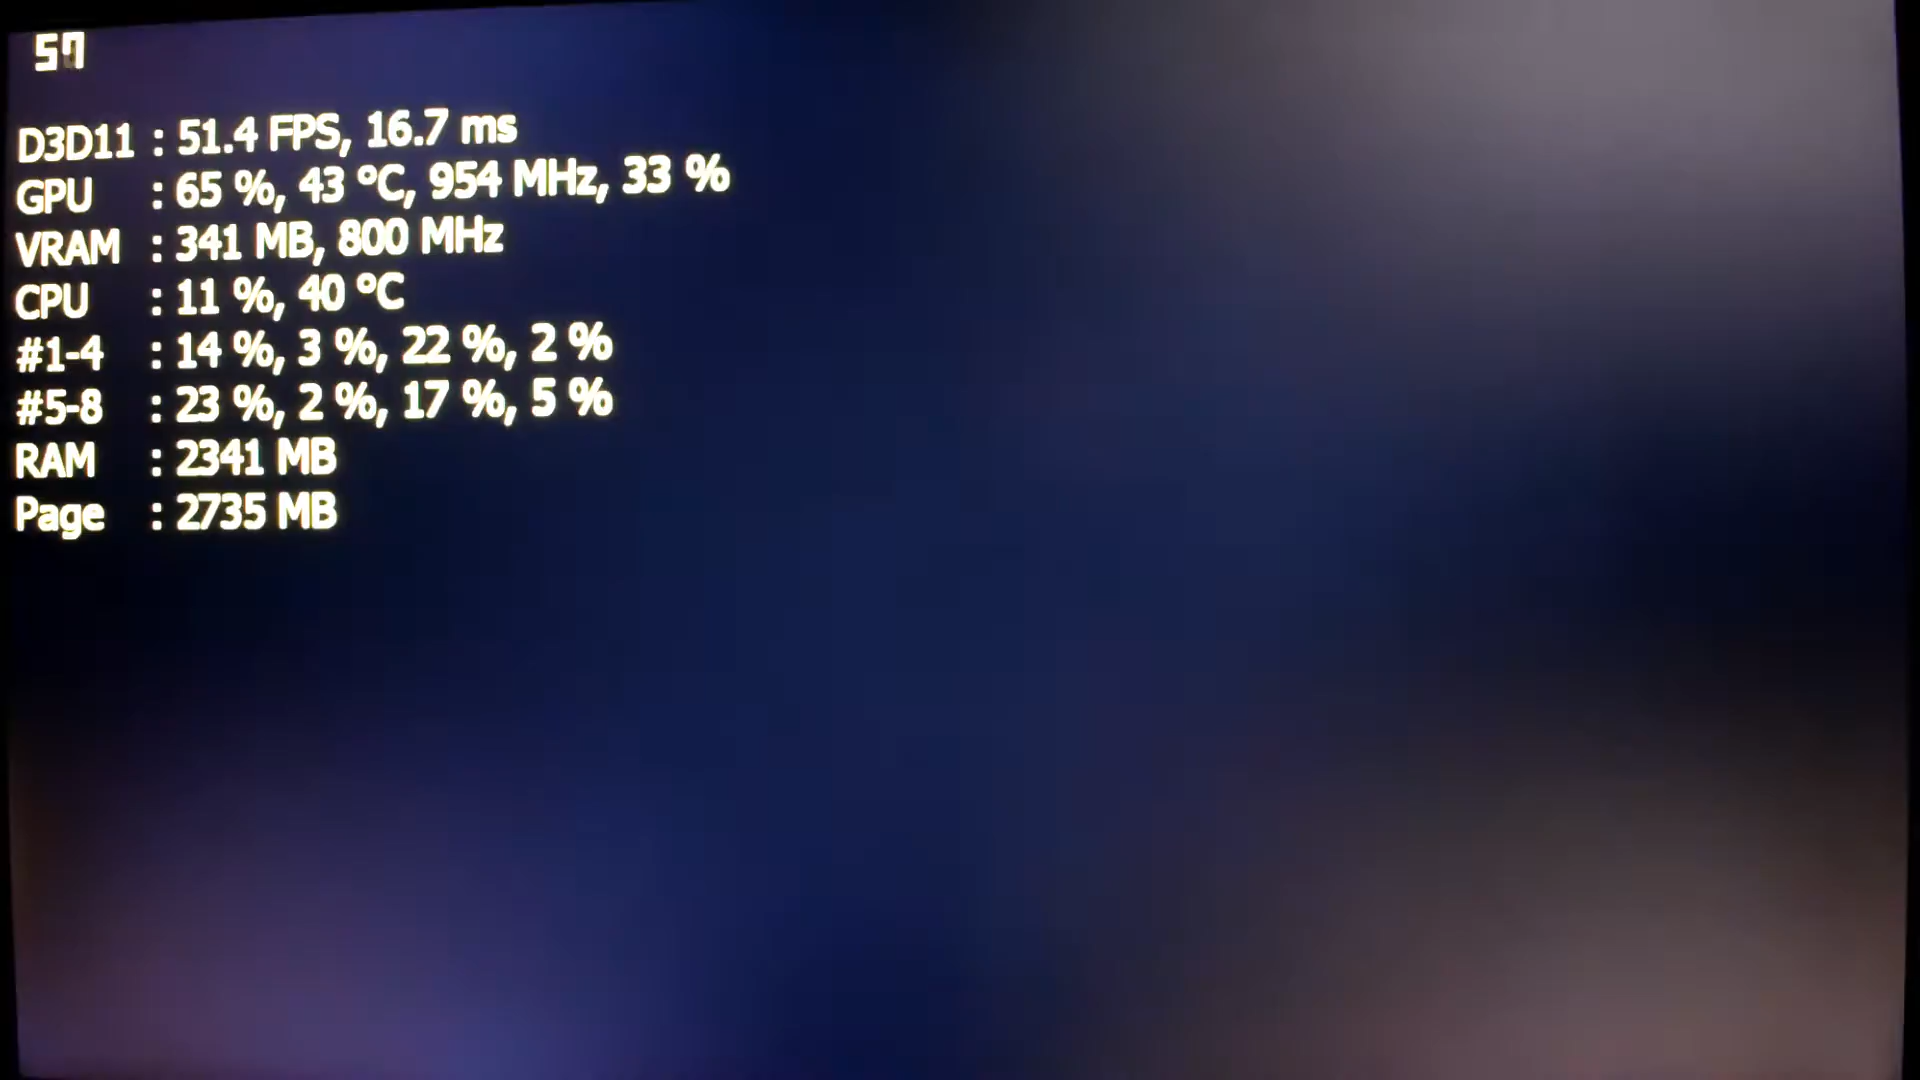 D3D11 : 51.4 FPS, 16.7 ms
GPU : 65 %, 43 °C, 954 MHz, 33 %
VRAM : 341 MB, 800 MHz
CPU : 11 %, 40 °C
#1-4 : 14 %, 3 %, 22 %, 2 %
#5-8 : 23 %, 2 %, 17 %, 5 %
RAM : 2341 MB
Page : 2735 MB